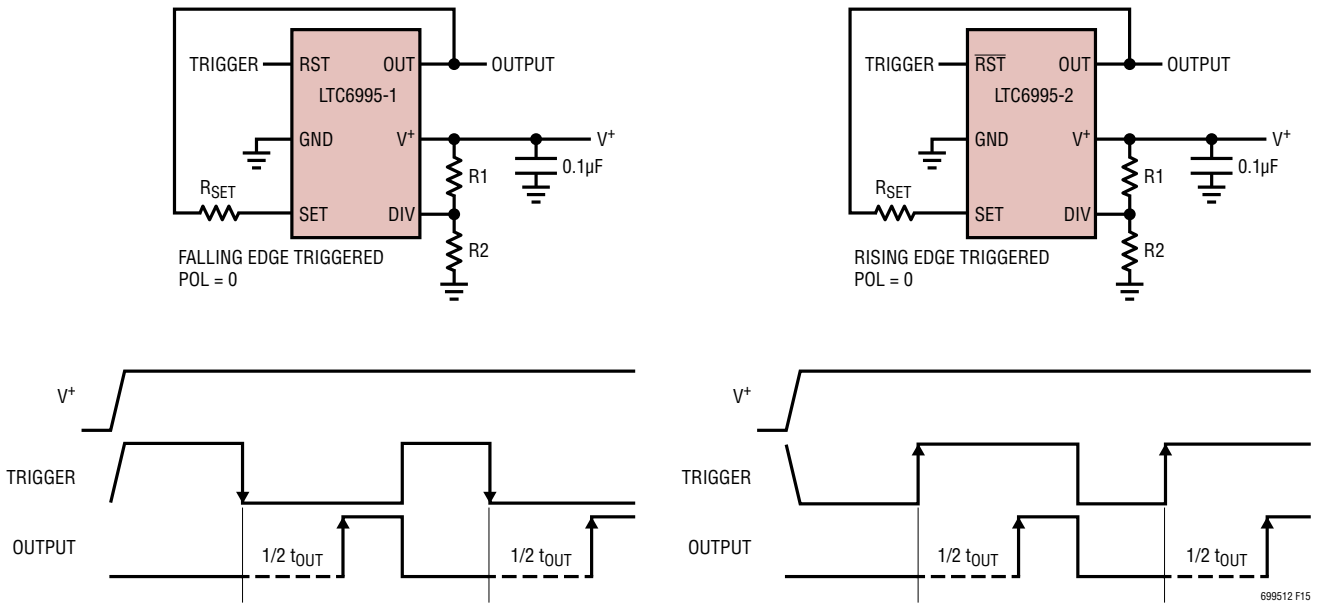 TRIGGER RST OUT OUTPUT
LTC6995-1
GND V+ V+
R1 0.1µF
RSET
SET DIV
R2
FALLING EDGE TRIGGERED
POL = 0
TRIGGER R̅S̅T̅ OUT OUTPUT
LTC6995-2
GND V+ V+
R1 0.1µF
RSET
SET DIV
R2
RISING EDGE TRIGGERED
POL = 0
V+
TRIGGER
OUTPUT 1/2 tOUT 1/2 tOUT
V+
TRIGGER
OUTPUT 1/2 tOUT 1/2 tOUT
699512 F15